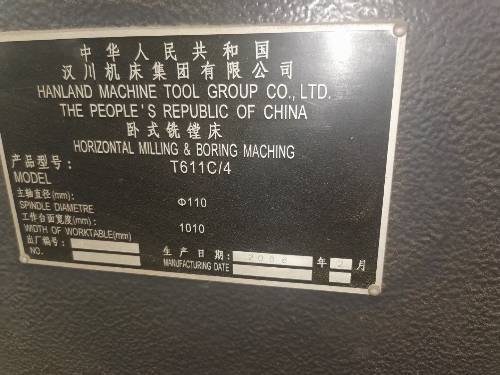 中华人民共和国
汉川机床集团有限公司
HANLAND MACHINE TOOL GROUP CO.,LTD.
THE PEOPLE'S REPUBLIC OF CHINA
卧式铣镗床
HORIZONTAL MILLING & BORING MACHING
产品型号: T611C/4
MODEL
主轴直径(mm): Φ110
SPINDLE DIAMETRE
工作台面宽度(mm): 1010
WIDTH OF WORKTABLE(mm)
出厂编号: 生产日期: 2006 年 2 月
NO. MANUFACTURING DATE